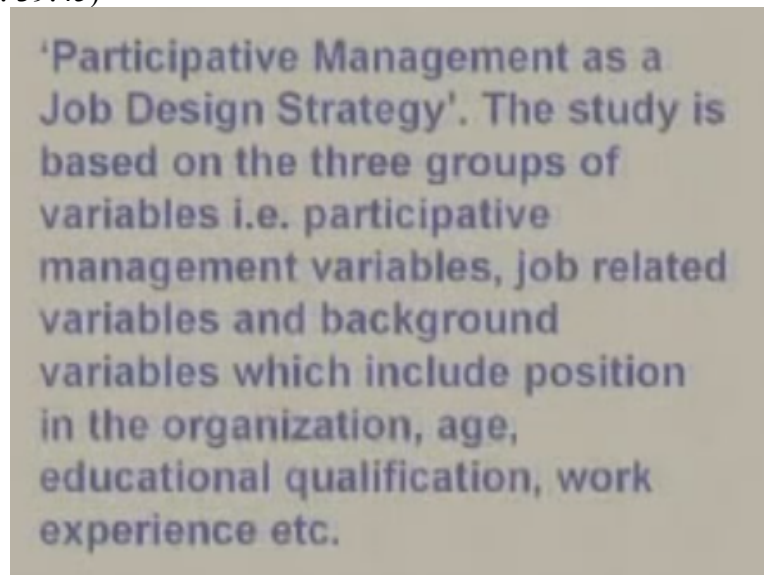 ‘Participative Management as a
Job Design Strategy’. The study is
based on the three groups of
variables i.e. participative
management variables, job related
variables and background
variables which include position
in the organization, age,
educational qualification, work
experience etc.